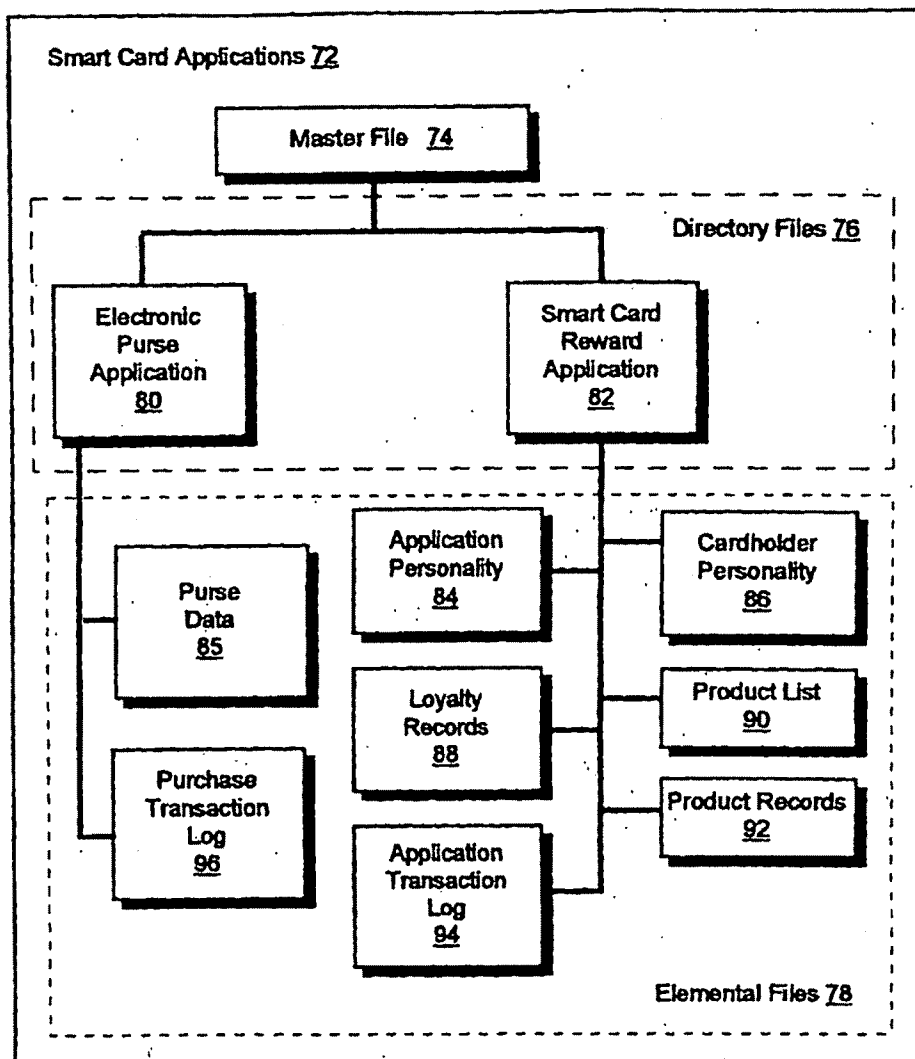 Smart Card Applications 72
Master File 74
Directory Files 76
Electronic
Purse
Application
80
Smart Card
Reward
Application
82
Purse
Data
85
Application
Personality
84
Cardholder
Personality
86
Loyalty
Records
88
Product List
90
Purchase
Transaction
Log
96
Product Records
92
Application
Transaction
Log
94
Elemental Files 78